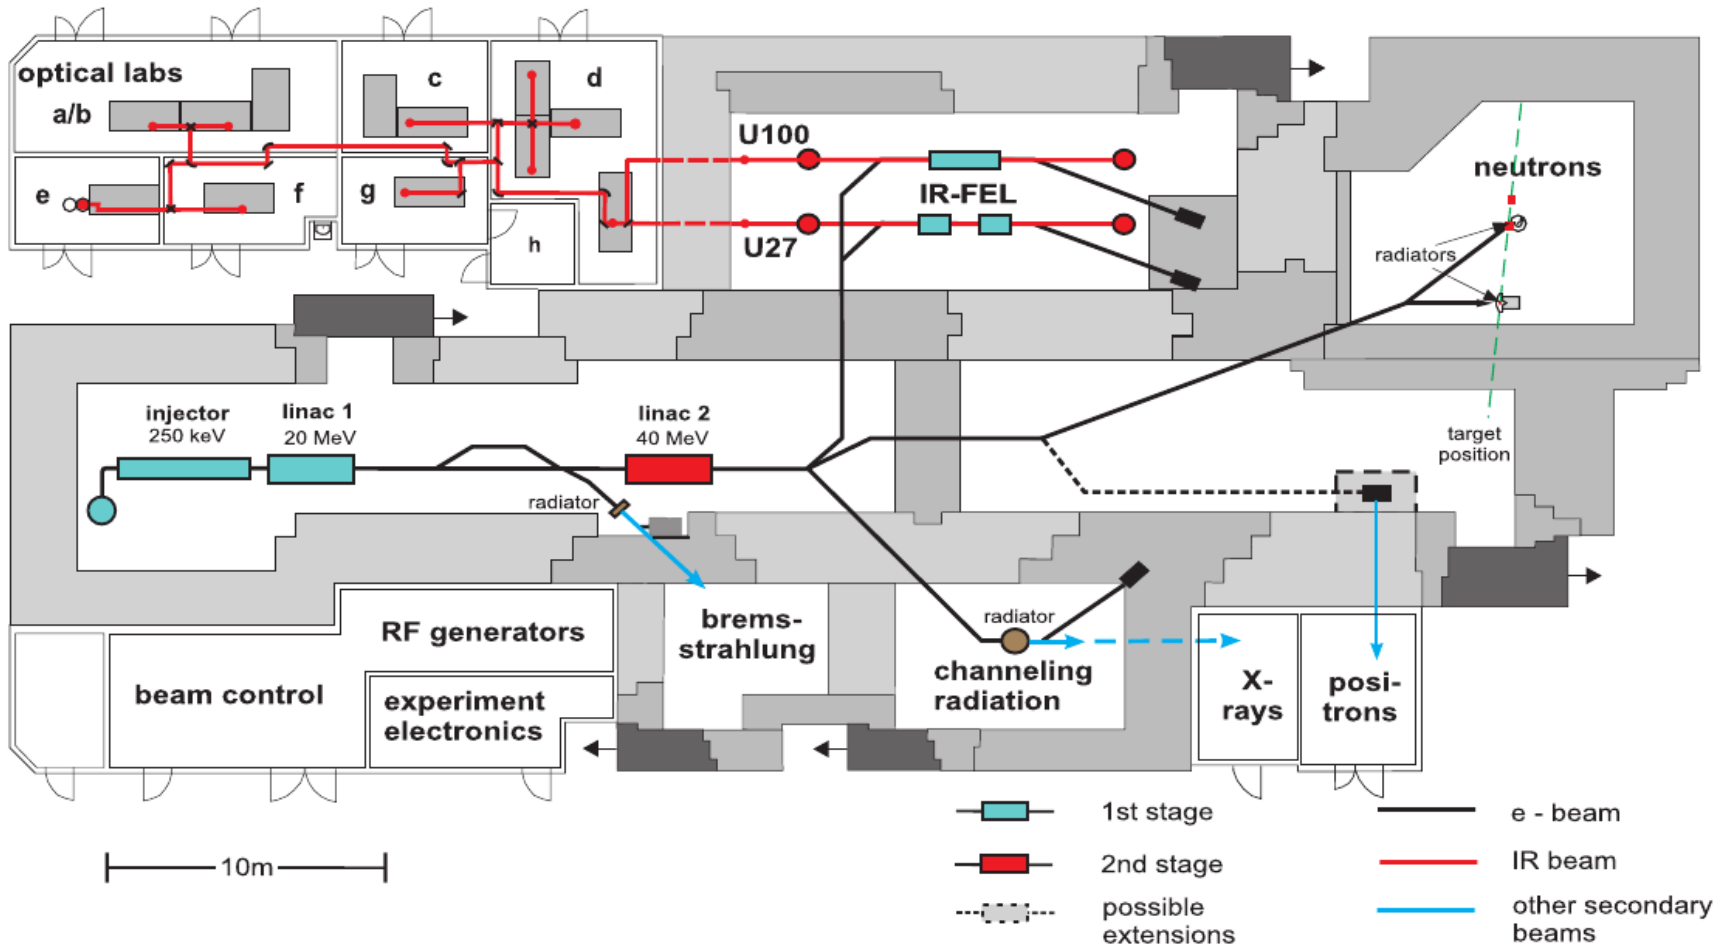 optical labs
a/b
c
d
e
f
g
h
U100
IR-FEL
U27
neutrons
radiators
target
position
injector
250 keV
linac 1
20 MeV
linac 2
40 MeV
radiator
brems-
strahlung
radiator
channeling
radiation
X-
rays
posi-
trons
RF generators
beam control
experiment
electronics
10m
1st stage
2nd stage
possible
extensions
e - beam
IR beam
other secondary
beams